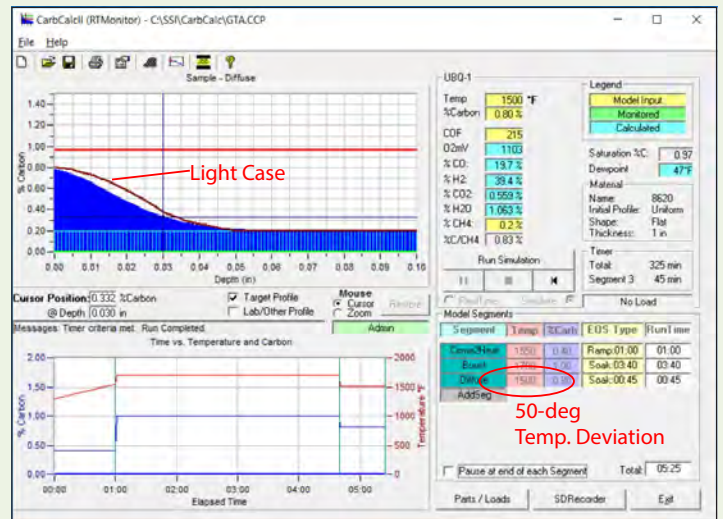 CarbCalcII (RTMonitor) - C:\SSI\CarbCalc\GTA.CCP
File Help
Sample - Diffuse
1.40
1.20
1.00
0.80
0.60
0.40
0.20
0.00
% Carbon
Light Case
0.00 0.01 0.02 0.03 0.04 0.05 0.06 0.07 0.08 0.09 0.10
Depth (in)
Cursor Position: 0.332 %Carbon
@ Depth 0.030 in
Target Profile
Lab/Other Profile
Mouse
Cursor
Zoom
Restore
Messages: Timer criteria met. Run Completed.
Admin
Time vs. Temperature and Carbon
2.00
1.50
1.00
0.50
0.00
% Carbon
2000
1500
1000
500
0
Temperature °F
00:00 01:00 02:00 03:00 04:00 05:00
Elapsed Time
UBQ-1
Temp 1500 °F
%Carbon 0.80 %
COF 215
O2mV 1103
% CO: 19.7 %
% H2: 39.4 %
% CO2: 0.559 %
% H2O 1.063 %
% CH4: 0.2 %
%C/CH4 0.83 %
Legend
Model Input
Monitored
Calculated
Saturation %C: 0.97
Dewpoint 47°F
Material
Name: 8620
Initial Profile: Uniform
Shape: Flat
Thickness: 1 in
Run Simulation
Timer
Total: 325 min
Segment 3 45 min
No Load
Model Segments
Segment Temp %Carb EOS Type RunTime
1550 0.40 Ramp:01:00 01:00
Boost 1700 1.00 Soak:03:40 03:40
Diffuse 1500 0.80 Soak:00:45 00:45
AddSeg
50-deg
Temp. Deviation
Pause at end of each Segment Total: 05:25
Parts / Loads SDRecorder Exit